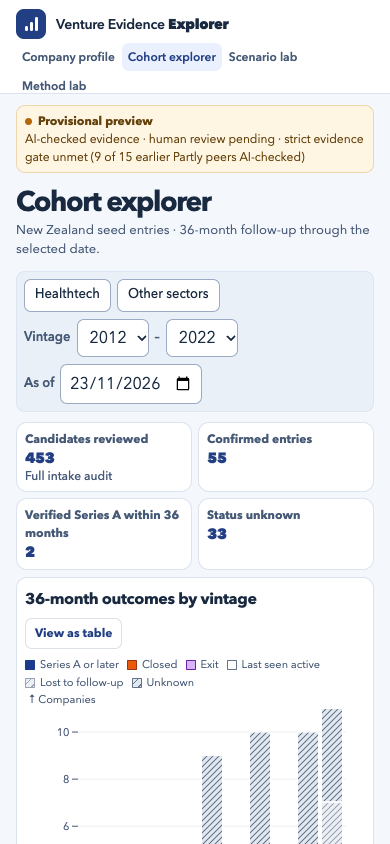 Venture Evidence Explorer
Company profile Cohort explorer Scenario lab
Method lab
Provisional preview
AI-checked evidence · human review pending · strict evidence
gate unmet (9 of 15 earlier Partly peers AI-checked)
Cohort explorer
New Zealand seed entries · 36-month follow-up through the
selected date.
Healthtech Other sectors
Vintage 2012 - 2022
As of 23/11/2026
Candidates reviewed
453
Full intake audit
Confirmed entries
55
Verified Series A within 36
months
2
Status unknown
33
36-month outcomes by vintage
View as table
Series A or later Closed Exit Last seen active
Lost to follow-up Unknown
↑ Companies
10
8
6